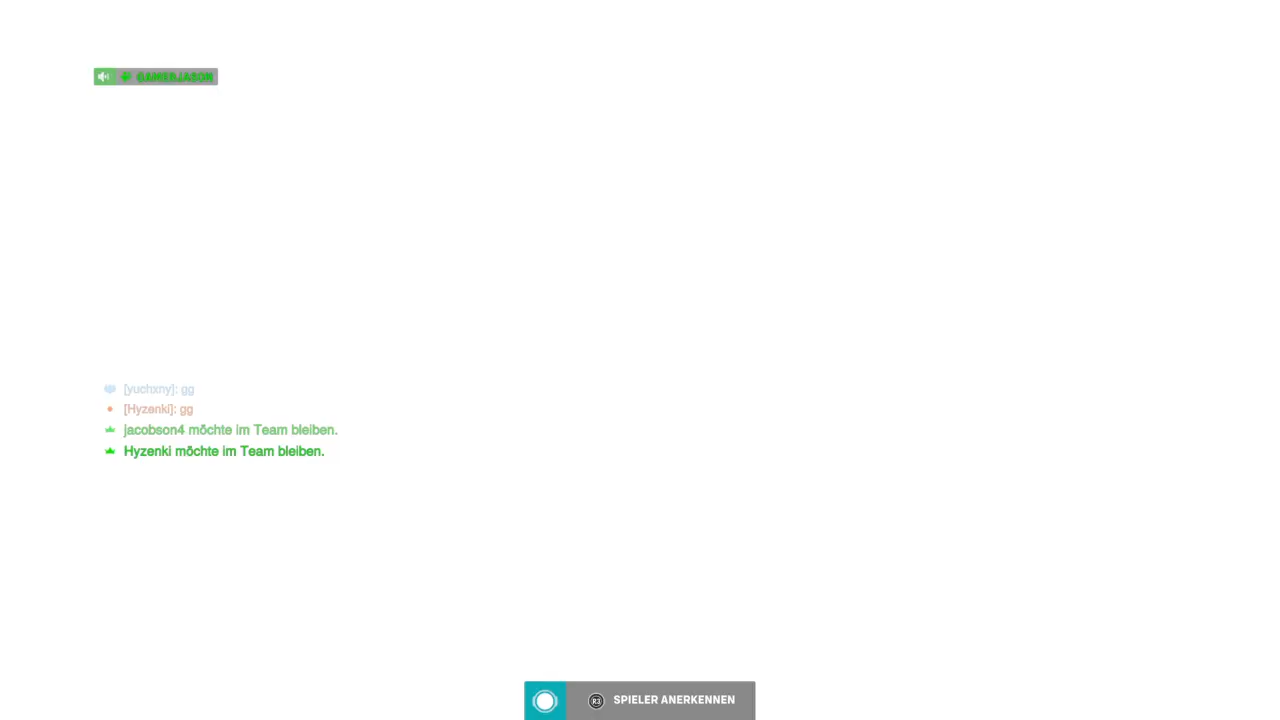 GAMERJASON
[yuchxny]: gg
[Hyzenki]: gg
jacobson4 möchte im Team bleiben.
Hyzenki möchte im Team bleiben.
R3 SPIELER ANERKENNEN